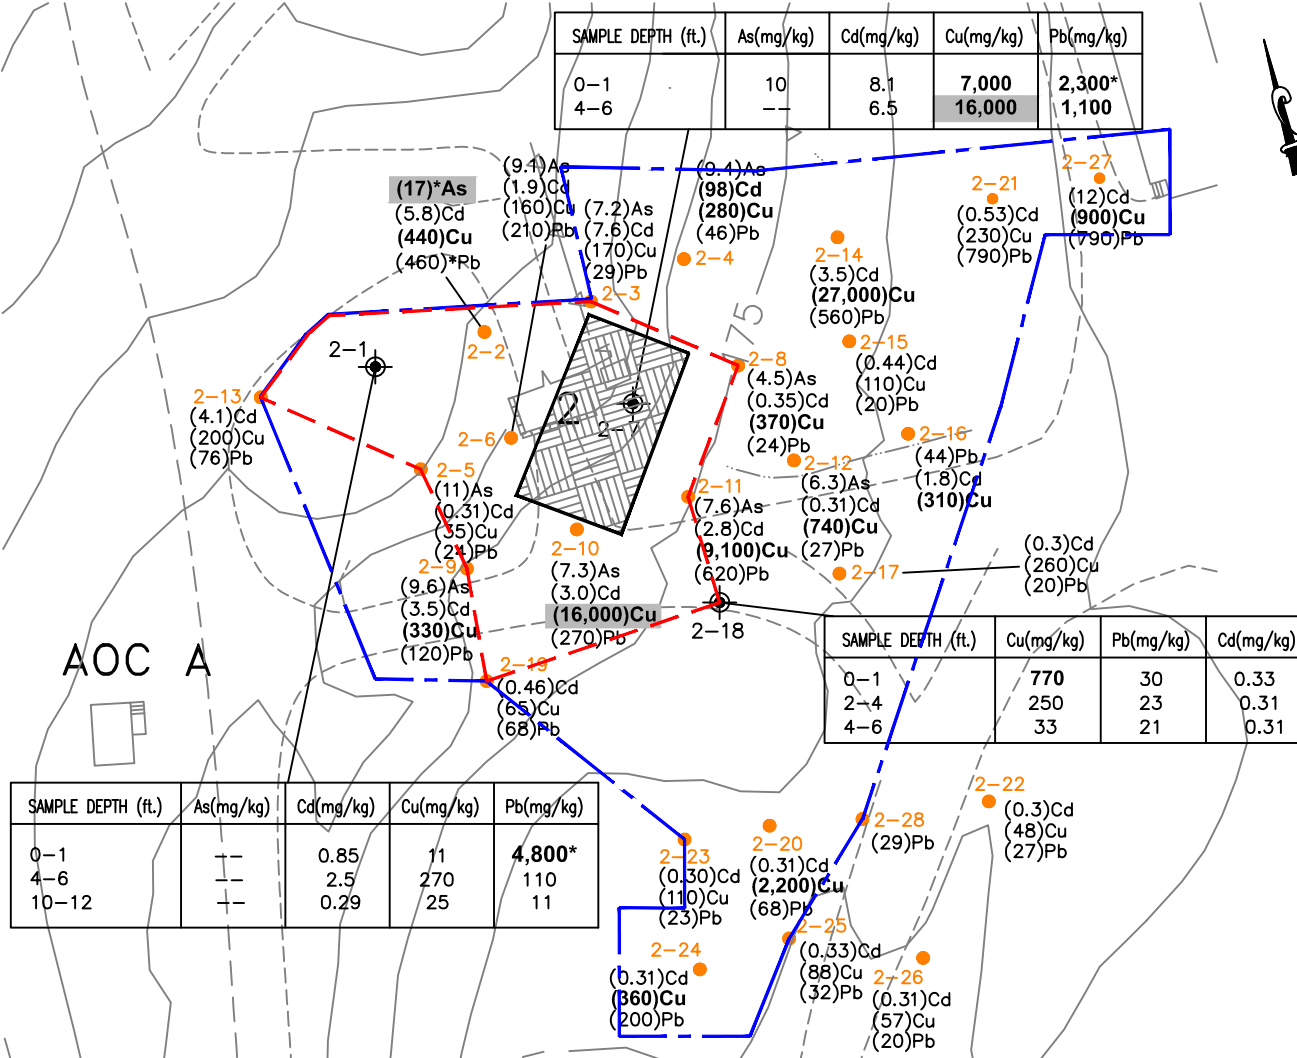 SAMPLE DEPTH (ft.) As(mg/kg) Cd(mg/kg) Cu(mg/kg) Pb(mg/kg)
0-1 10 8.1 7,000 2,300*
4-6 -- 6.5 16,000 1,100
(17)*As
(5.8)Cd
(440)Cu
(460)*Pb
2-2
(9.1)As
(1.9)Cd
(160)Cu
(210)Pb
2-6
(7.2)As
(7.6)Cd
(170)Cu
(29)Pb
2-3
(9.4)As
(98)Cd
(280)Cu
(46)Pb
2-4
2-14
(3.5)Cd
(27,000)Cu
(560)Pb
2-21
(0.53)Cd
(230)Cu
(790)Pb
2-27
(12)Cd
(900)Cu
(790)Pb
75
2-1
2-13
(4.1)Cd
(200)Cu
(76)Pb
2
2-7
2-8
(4.5)As
(0.35)Cd
(370)Cu
(24)Pb
2-15
(0.44)Cd
(110)Cu
(20)Pb
2-16
(44)Pb
(1.8)Cd
(310)Cu
2-5
(11)As
(0.31)Cd
(35)Cu
(24)Pb
2-12
(6.3)As
(0.31)Cd
(740)Cu
(27)Pb
2-11
(7.6)As
(2.8)Cd
(9,100)Cu
(620)Pb
2-10
(7.3)As
(3.0)Cd
(16,000)Cu
(270)Pb
2-9
(9.6)As
(3.5)Cd
(330)Cu
(120)Pb
2-17
(0.3)Cd
(260)Cu
(20)Pb
2-18
SAMPLE DEPTH (ft.) Cu(mg/kg) Pb(mg/kg) Cd(mg/kg)
0-1 770 30 0.33
2-4 250 23 0.31
4-6 33 21 0.31
AOC A
2-19
(0.46)Cd
(65)Cu
(68)Pb
SAMPLE DEPTH (ft.) As(mg/kg) Cd(mg/kg) Cu(mg/kg) Pb(mg/kg)
0-1 -- 0.85 11 4,800*
4-6 -- 2.5 270 110
10-12 -- 0.29 25 11
2-23
(0.30)Cd
(110)Cu
(23)Pb
2-20
(0.31)Cd
(2,200)Cu
(68)Pb
2-28
(29)Pb
2-22
(0.3)Cd
(48)Cu
(27)Pb
2-24
(0.31)Cd
(360)Cu
(200)Pb
2-25
(0.33)Cd
(88)Cu
(32)Pb
2-26
(0.31)Cd
(57)Cu
(20)Pb